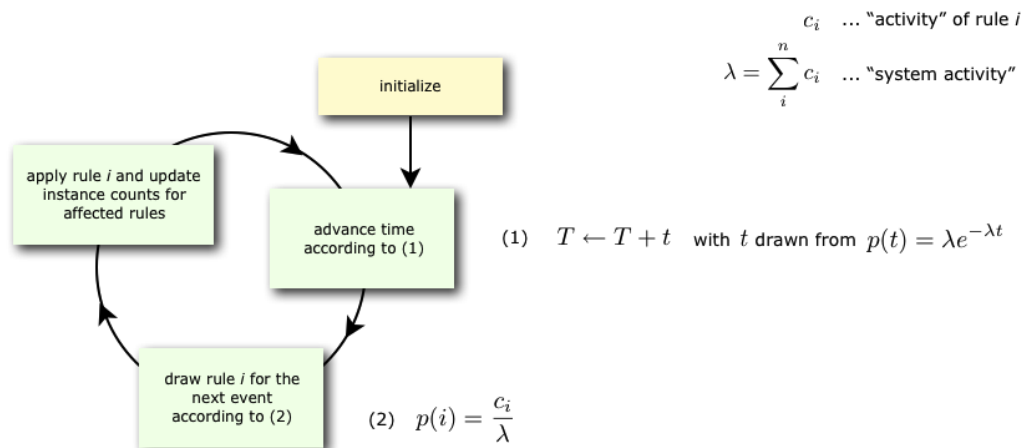 c_i ... “activity” of rule i
λ = ∑_i^n c_i ... “system activity”
initialize
apply rule i and update
instance counts for
affected rules
advance time
according to (1)
(1) T ← T + t with t drawn from p(t) = λe^{−λt}
draw rule i for the
next event
according to (2)
(2) p(i) = c_i/λ